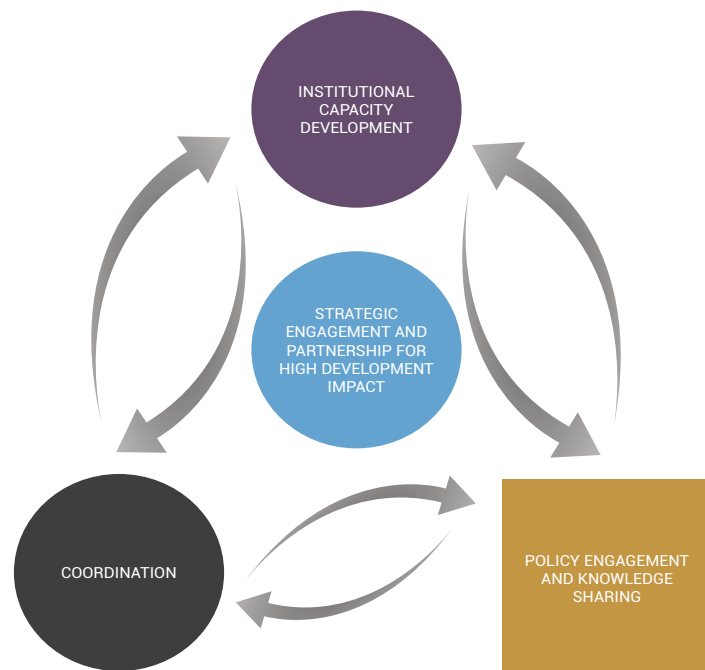 INSTITUTIONAL
CAPACITY
DEVELOPMENT
STRATEGIC
ENGAGEMENT AND
PARTNERSHIP FOR
HIGH DEVELOPMENT
IMPACT
COORDINATION
POLICY ENGAGEMENT
AND KNOWLEDGE
SHARING